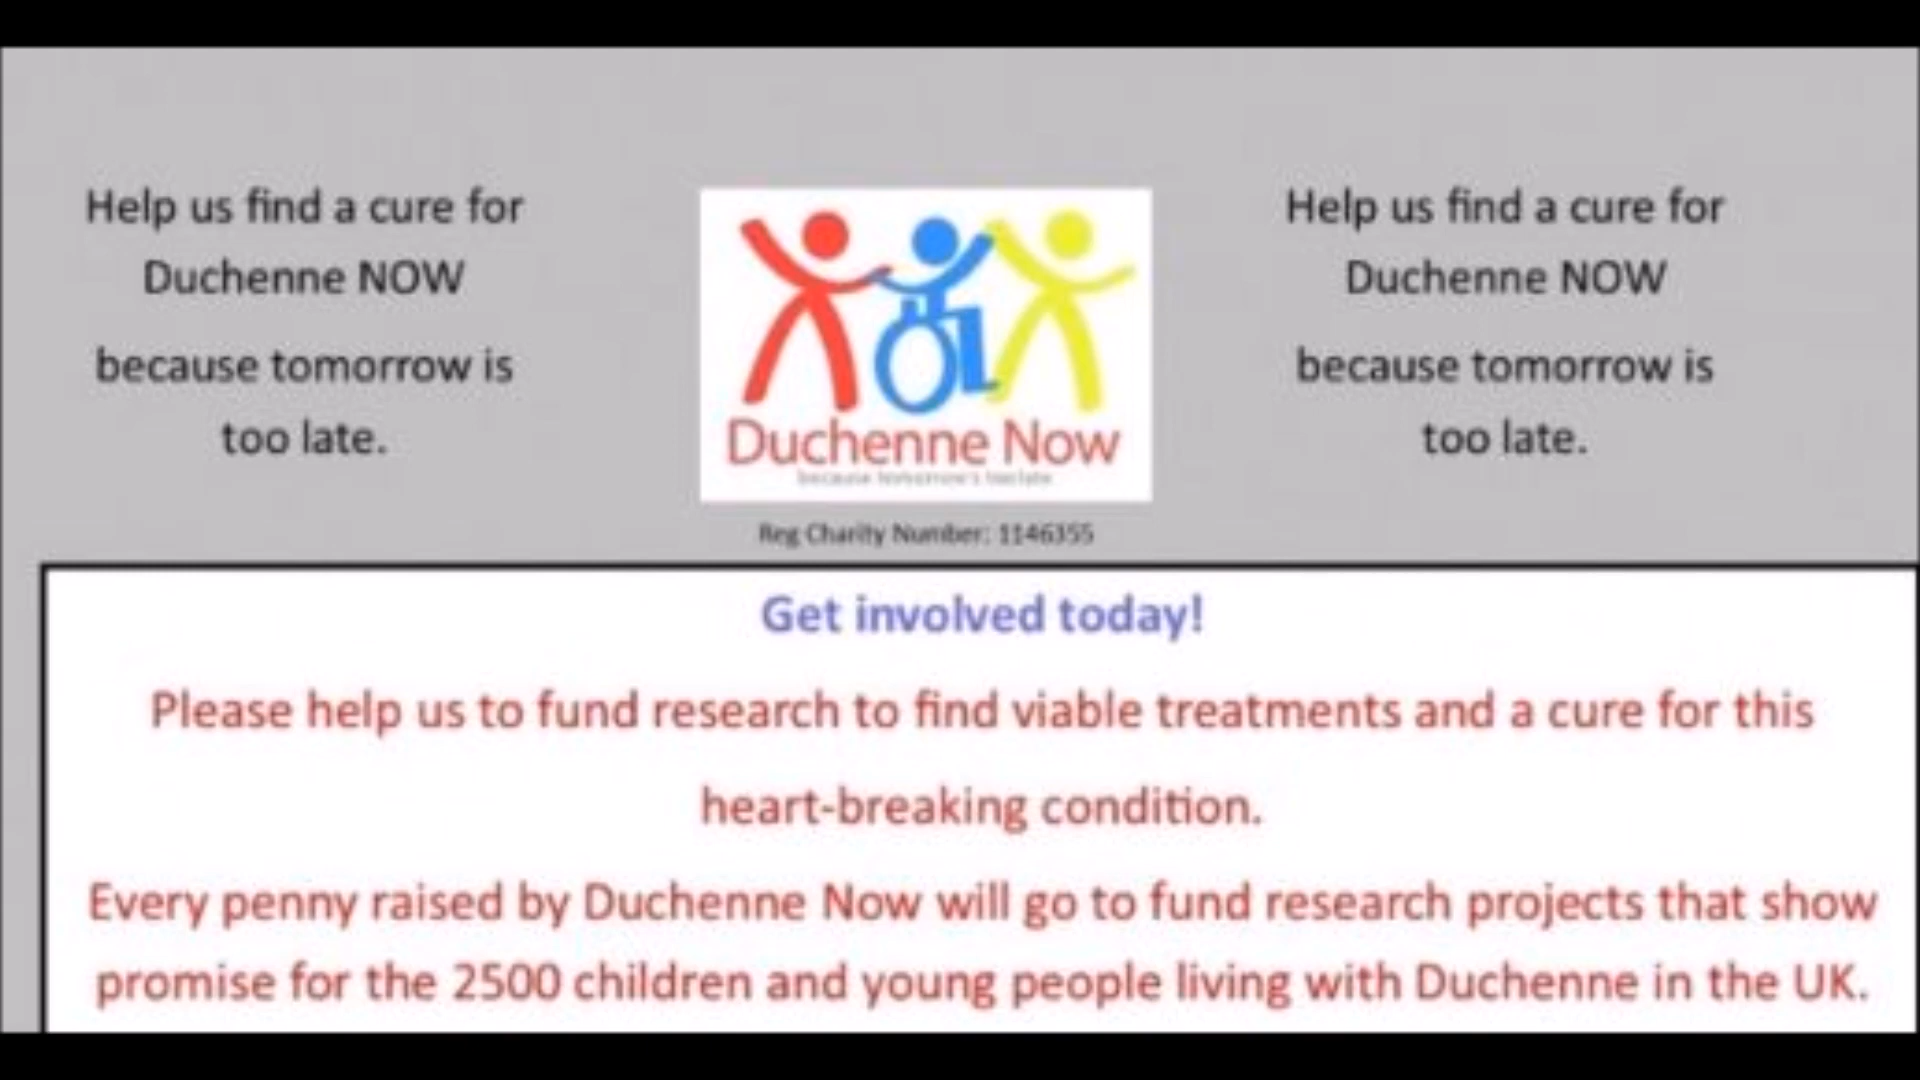 Help us find a cure for
Duchenne NOW
because tomorrow is
too late.
Duchenne Now
because tomorrow's too late
Reg Charity Number: 1146355
Help us find a cure for
Duchenne NOW
because tomorrow is
too late.
Get involved today!
Please help us to fund research to find viable treatments and a cure for this
heart-breaking condition.
Every penny raised by Duchenne Now will go to fund research projects that show
promise for the 2500 children and young people living with Duchenne in the UK.